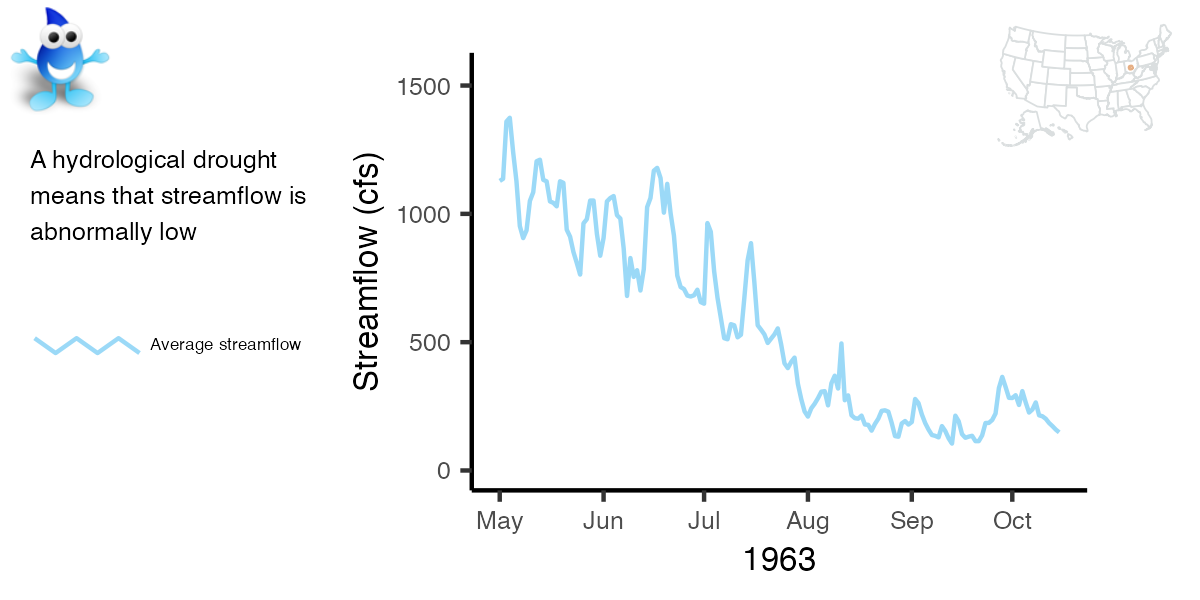 A hydrological drought
means that streamflow is
abnormally low
Average streamflow
Streamflow (cfs)
1500
1000
500
0
May Jun Jul Aug Sep Oct
1963